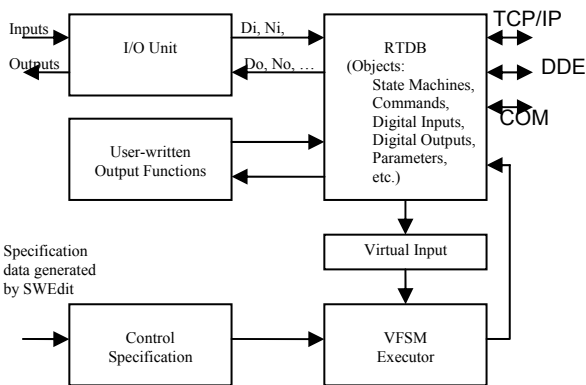 Inputs
Outputs
I/O Unit
Di, Ni,
Do, No, …
RTDB
(Objects:
State Machines,
Commands,
Digital Inputs,
Digital Outputs,
Parameters,
etc.)
TCP/IP
DDE
COM
User-written
Output Functions
Virtual Input
Specification
data generated
by SWEdit
Control
Specification
VFSM
Executor